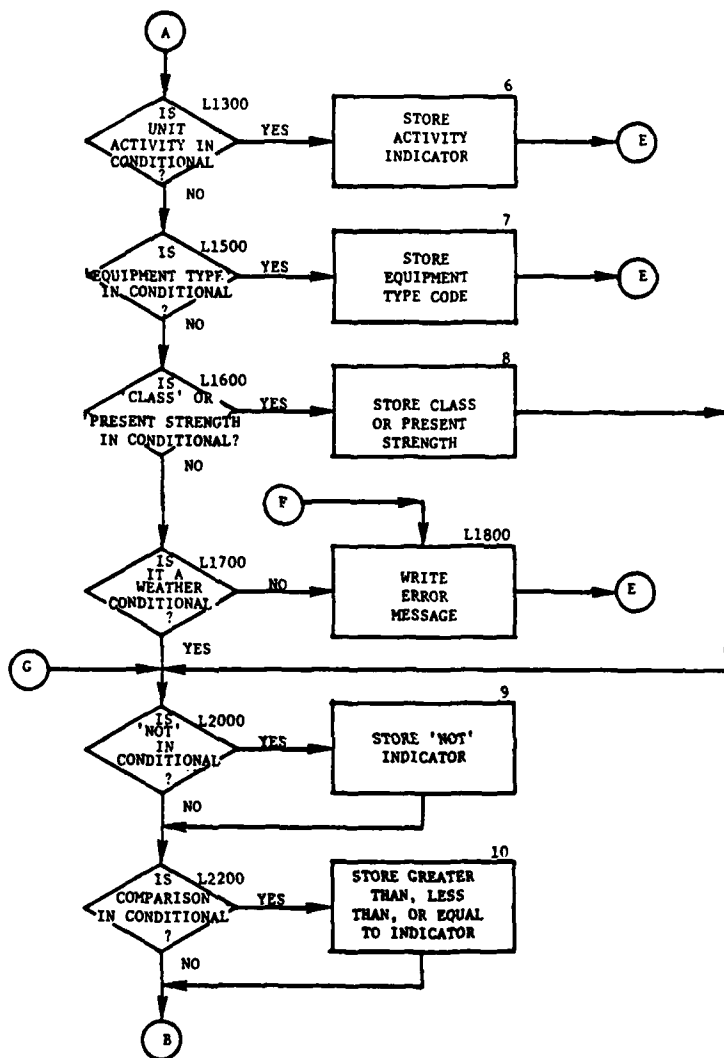 A
IS
UNIT
ACTIVITY IN
CONDITIONAL
?
L1300
YES
NO
6
STORE
ACTIVITY
INDICATOR
E
IS
EQUIPMENT TYPE
IN CONDITIONAL
?
L1500
YES
NO
7
STORE
EQUIPMENT
TYPE CODE
E
IS
'CLASS' OR
PRESENT STRENGTH
IN CONDITIONAL?
L1600
YES
NO
8
STORE CLASS
OR PRESENT
STRENGTH
F
IS
IT A
WEATHER
CONDITIONAL
?
L1700
NO
YES
L1800
WRITE
ERROR
MESSAGE
E
G
IS
'NOT'
IN
CONDITIONAL
?
L2000
YES
NO
9
STORE 'NOT'
INDICATOR
IS
COMPARISON
IN CONDITIONAL
?
L2200
YES
NO
10
STORE GREATER
THAN, LESS
THAN, OR EQUAL
TO INDICATOR
B